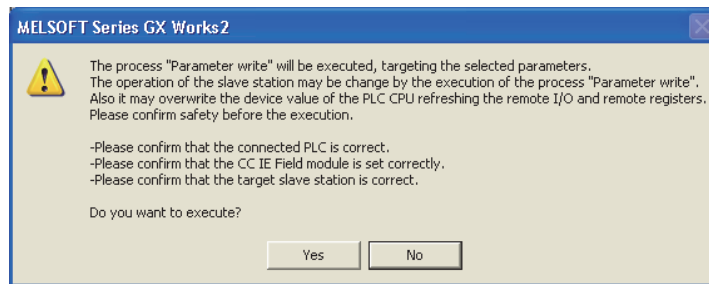 MELSOFT Series GX Works2
The process "Parameter write" will be executed, targeting the selected parameters.
The operation of the slave station may be change by the execution of the process "Parameter write".
Also it may overwrite the device value of the PLC CPU refreshing the remote I/O and remote registers.
Please confirm safety before the execution.
-Please confirm that the connected PLC is correct.
-Please confirm that the CC IE Field module is set correctly.
-Please confirm that the target slave station is correct.
Do you want to execute?
Yes No